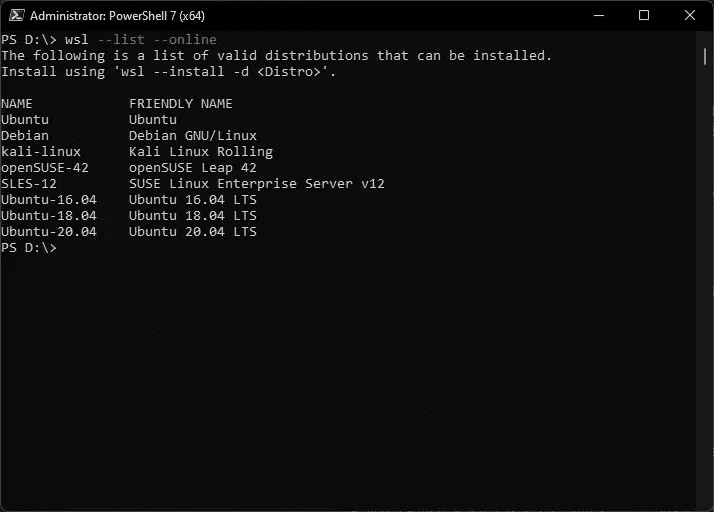 Administrator: PowerShell 7 (x64)
PS D:\> wsl --list --online
The following is a list of valid distributions that can be installed.
Install using 'wsl --install -d <Distro>'.
NAME            FRIENDLY NAME
Ubuntu          Ubuntu
Debian          Debian GNU/Linux
kali-linux      Kali Linux Rolling
openSUSE-42     openSUSE Leap 42
SLES-12         SUSE Linux Enterprise Server v12
Ubuntu-16.04    Ubuntu 16.04 LTS
Ubuntu-18.04    Ubuntu 18.04 LTS
Ubuntu-20.04    Ubuntu 20.04 LTS
PS D:\>